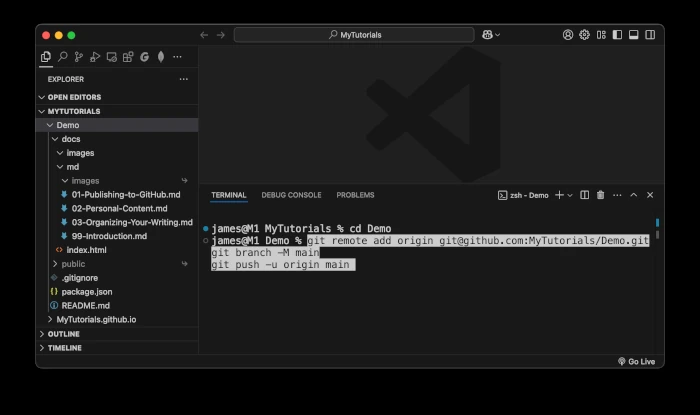 MyTutorials
EXPLORER
OPEN EDITORS
MYTUTORIALS
Demo
docs
images
md
images
01-Publishing-to-GitHub.md
02-Personal-Content.md
03-Organizing-Your-Writing.md
99-Introduction.md
index.html
public
.gitignore
package.json
README.md
MyTutorials.github.io
OUTLINE
TIMELINE
TERMINAL DEBUG CONSOLE PROBLEMS
zsh - Demo
james@M1 MyTutorials % cd Demo
james@M1 Demo % git remote add origin git@github.com:MyTutorials/Demo.git
git branch -M main
git push -u origin main
Go Live